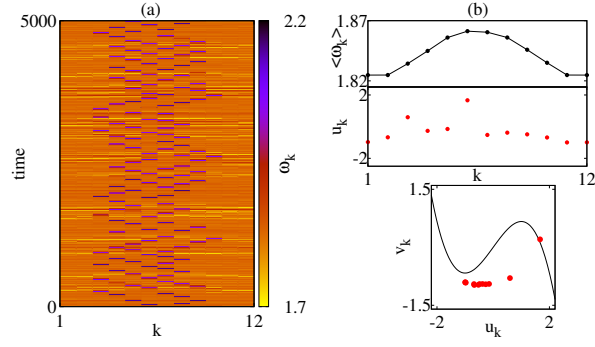 (a)
5000
time
0
1
k
12
2.2
ω_k
1.7
(b)
1.87
<ω_k>
1.82
2
u_k
-2
1
k
12
1.5
v_k
-1.5
-2
u_k
2